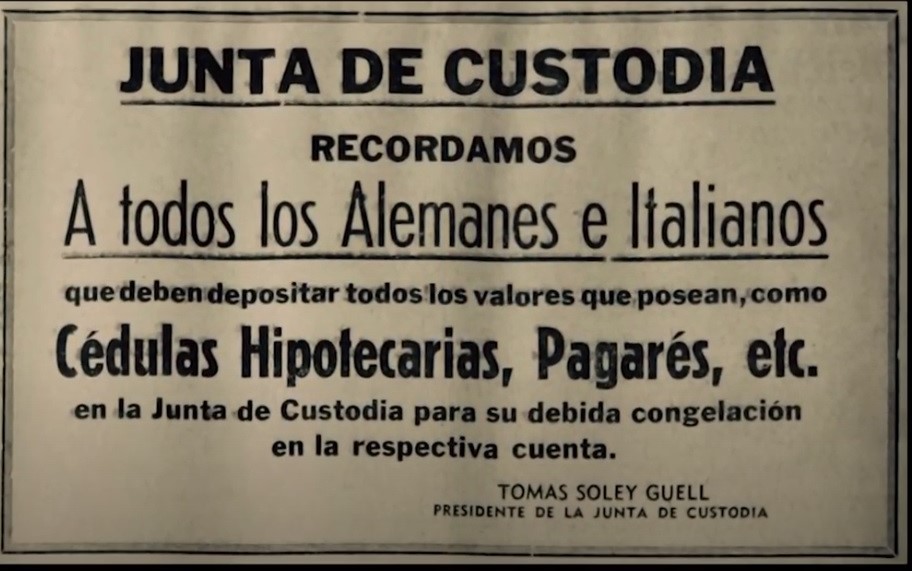 JUNTA DE CUSTODIA
RECORDAMOS
A todos los Alemanes e Italianos
que deben depositar todos los valores que posean, como
Cédulas Hipotecarias, Pagarés, etc.
en la Junta de Custodia para su debida congelación
en la respectiva cuenta.
TOMAS SOLEY GUELL
PRESIDENTE DE LA JUNTA DE CUSTODIA